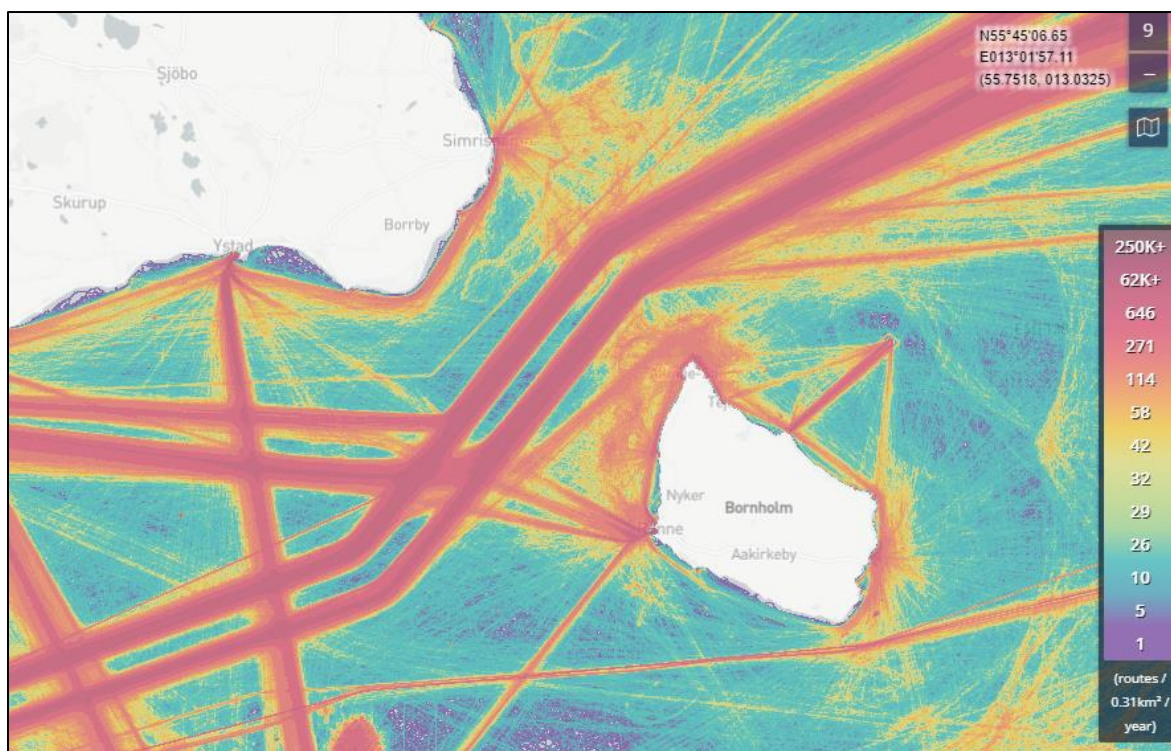 N55°45'06.65
E013°01'57.11
(55.7518, 013.0325)
9
–
Sjöbo
Skurup
Ystad
Borrby
Nyker
Bornholm
Aakirkeby
250K+
62K+
646
271
114
58
42
32
29
26
10
5
1
(routes /
0.31km² /
year)